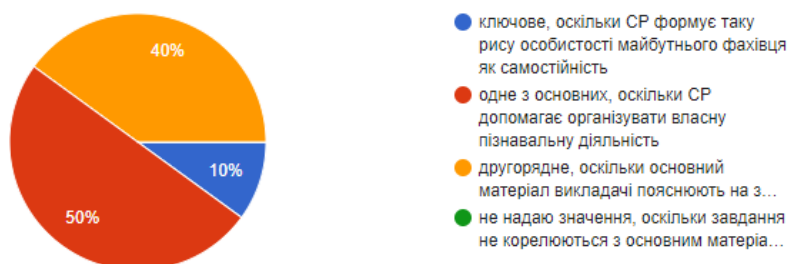 40%
10%
50%
ключове, оскільки СР формує таку
рису особистості майбутнього фахівця
як самостійність
одне з основних, оскільки СР
допомагає організувати власну
пізнавальну діяльність
другорядне, оскільки основний
матеріал викладачі пояснюють на з…
не надаю значення, оскільки завдання
не корелюються з основним матеріа…